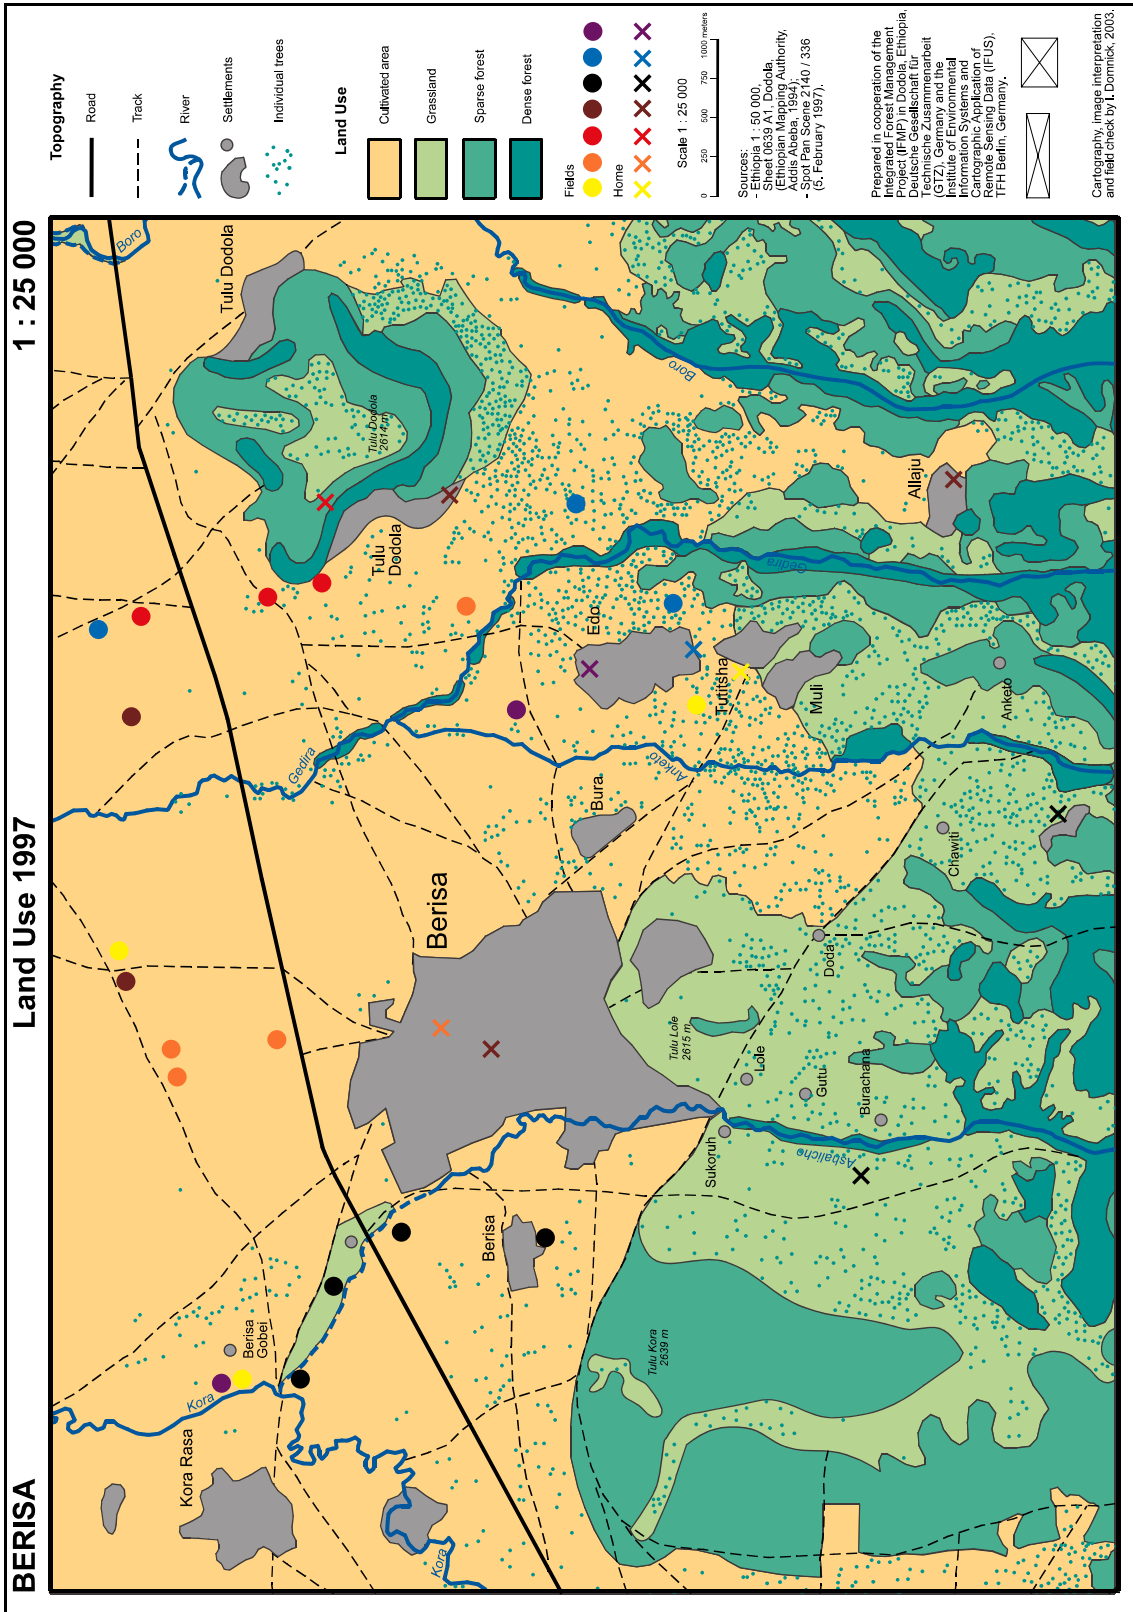 BERISA
Land Use 1997
1 : 25 000
Topography
Road
Track
River
Settlements
Individual trees
Land Use
Cultivated area
Grassland
Sparse forest
Dense forest
Fields
Home
Scale 1 : 25 000
0 250 500 750 1000 meters
Sources:
- Ethiopia 1 : 50 000,
Sheet 0639 A1, Dodola,
(Ethiopian Mapping Authority,
Addis Abeba, 1994);
- Spot Pan Scene 2140 / 336
(5. February 1997).
Prepared in cooperation of the
Integrated Forest Management
Project (IFMP) in Dodola, Ethiopia,
Deutsche Gesellschaft für
Technische Zusammenarbeit
(GTZ), Germany and the
Institute of Environmental
Information Systems and
Cartographic Application of
Remote Sensing Data (IFUS),
TFH Berlin, Germany.
Cartography, image interpretation
and field check by I. Domnick, 2003.
Boro
Tulu Dodola
Tulu Dodola
2614 m
Tulu
Dodola
Boro
Allaju
Gedira
Edo
Tutitsha
Muli
Anketo
Gedira
Anketo
Bura
Chawiti
Berisa
Doda
Tulu Lole
2615 m
Lole
Gutu
Burachana
Sukoruh
Ashalicho
Berisa
Berisa
Gobei
Kora
Kora Rasa
Tulu Kora
2639 m
Kora